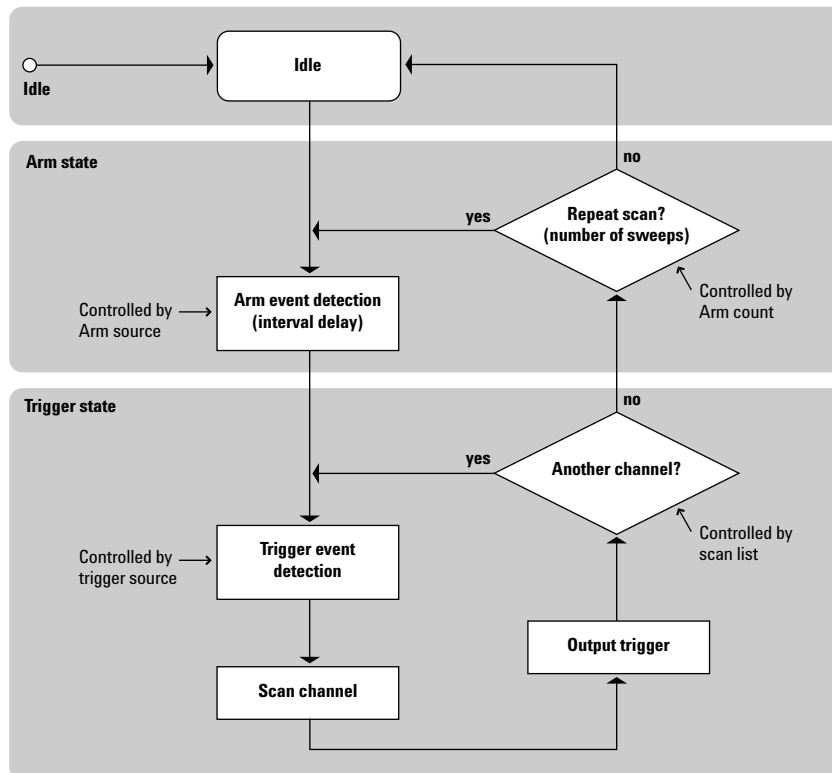 Idle
Idle
Arm state
no
yes
Repeat scan?
(number of sweeps)
Controlled by
Arm source
Arm event detection
(interval delay)
Controlled by
Arm count
Trigger state
no
yes
Another channel?
Controlled by
trigger source
Trigger event
detection
Controlled by
scan list
Output trigger
Scan channel